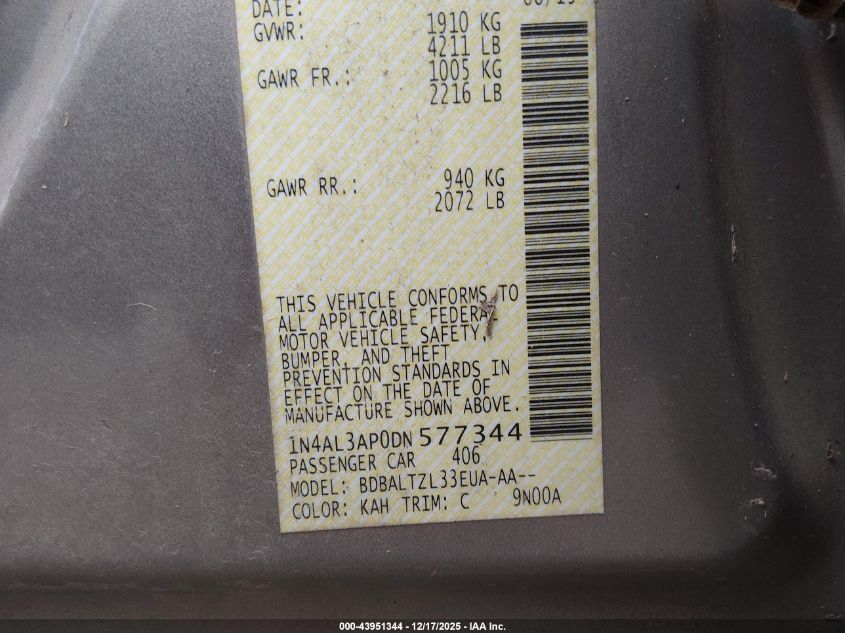 DATE:
GVWR: 1910 KG
4211 LB
GAWR FR.: 1005 KG
2216 LB
GAWR RR.: 940 KG
2072 LB
THIS VEHICLE CONFORMS TO
ALL APPLICABLE FEDERAL
MOTOR VEHICLE SAFETY,
BUMPER, AND THEFT
PREVENTION STANDARDS IN
EFFECT ON THE DATE OF
MANUFACTURE SHOWN ABOVE.
1N4AL3AP0DN577344
PASSENGER CAR 406
MODEL: BDBALTZL33EUA-AA--
COLOR: KAH TRIM: C 9N00A
000-43951344 - 12/17/2025 - IAA Inc.